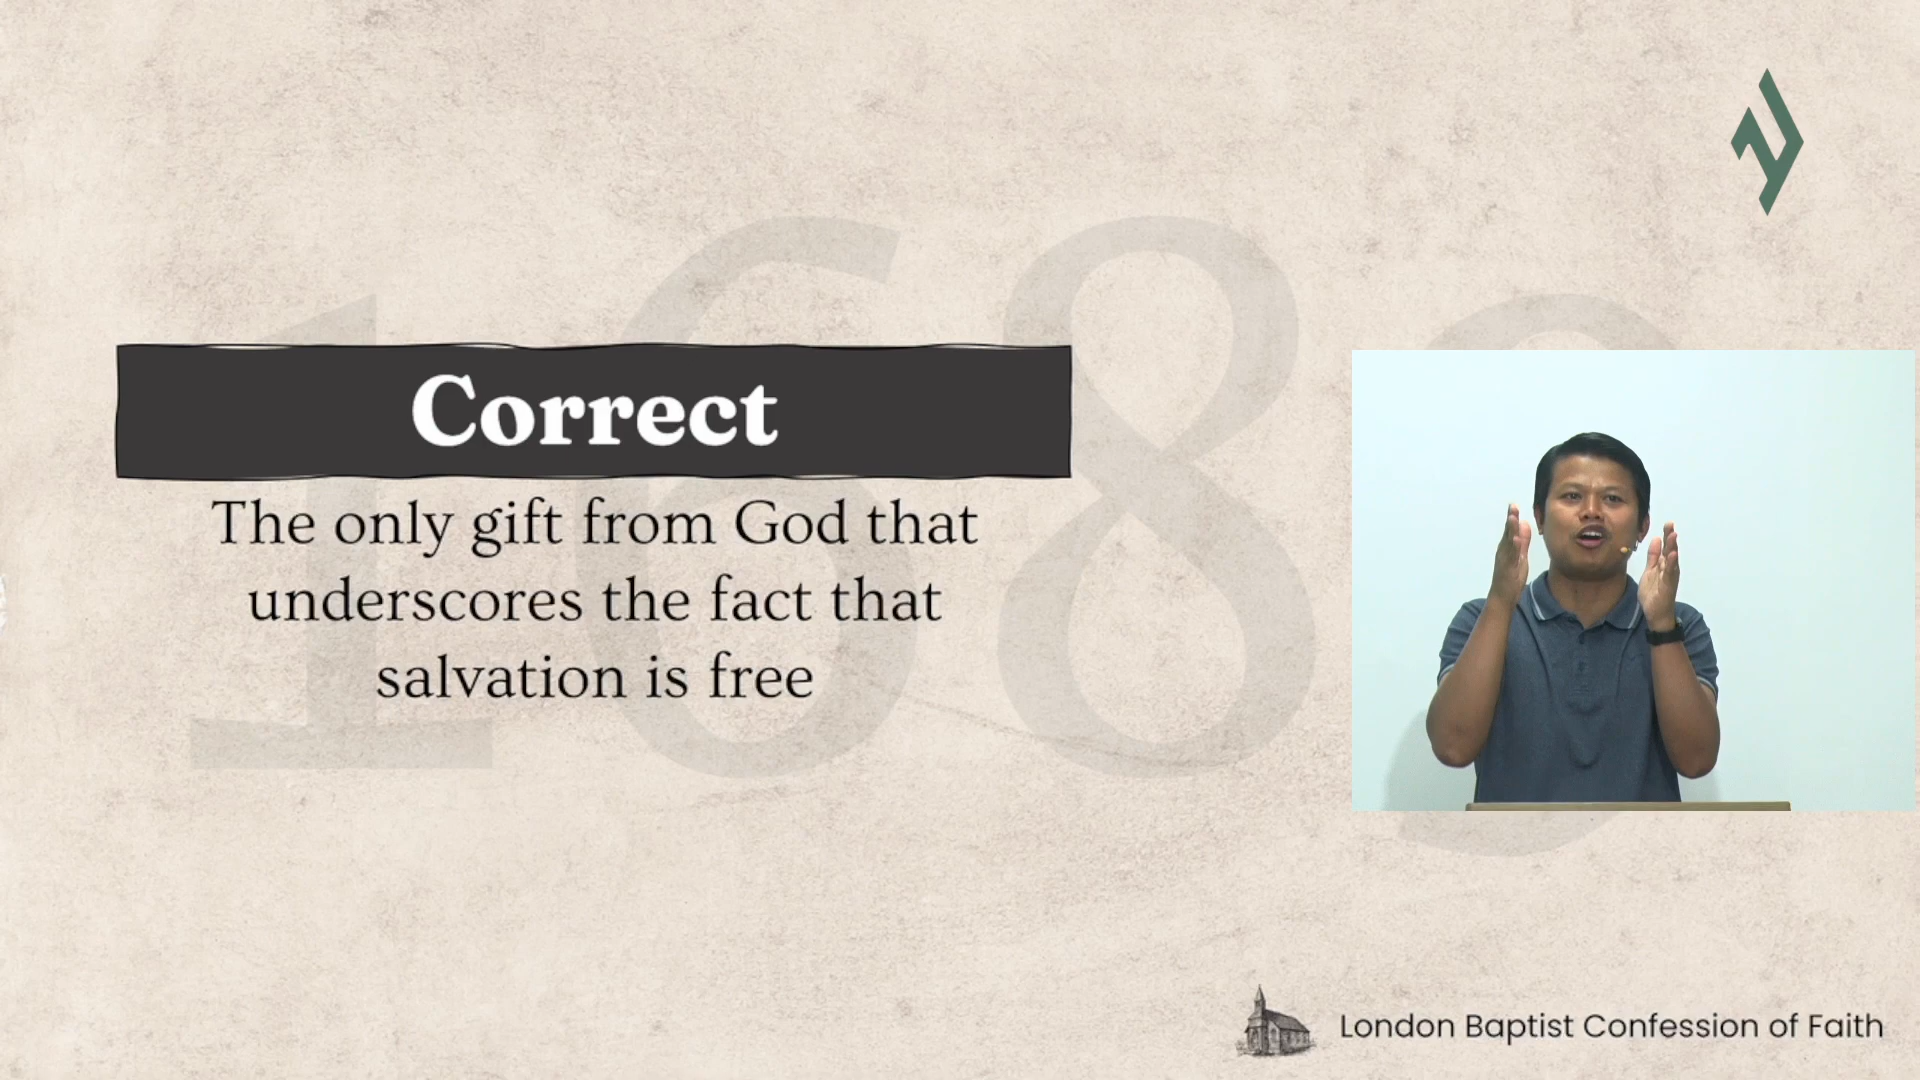 1689
Correct
The only gift from God that
underscores the fact that
salvation is free
London Baptist Confession of Faith